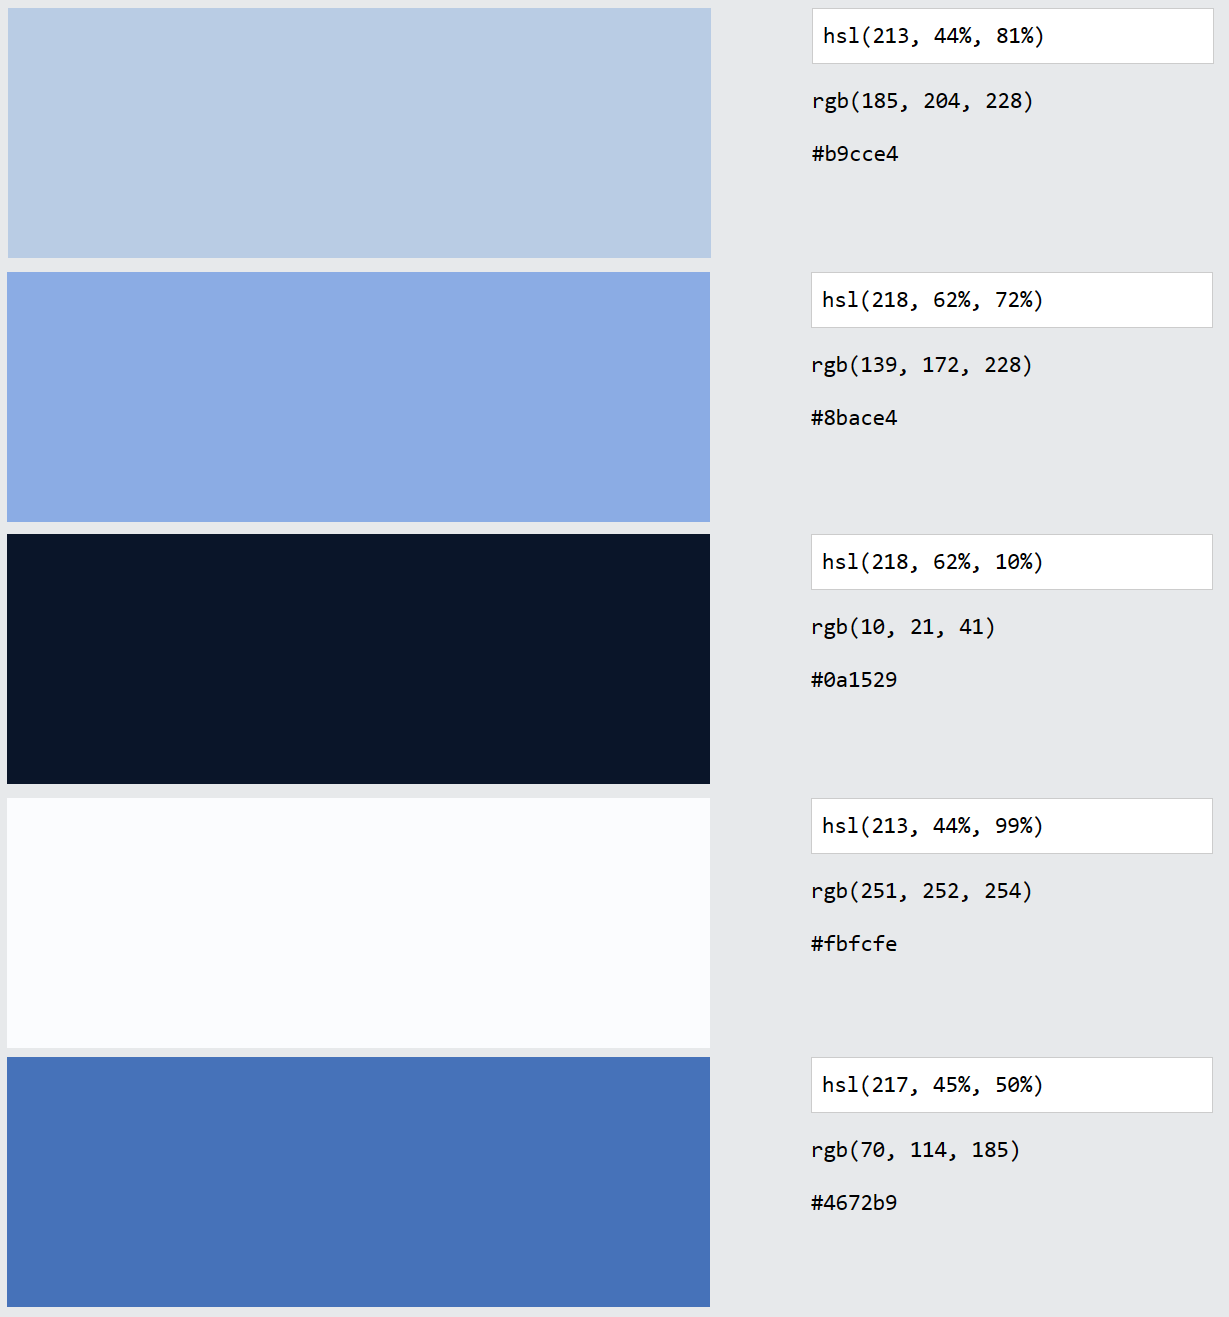 hsl(213, 44%, 81%)
rgb(185, 204, 228)
#b9cce4
hsl(218, 62%, 72%)
rgb(139, 172, 228)
#8bace4
hsl(218, 62%, 10%)
rgb(10, 21, 41)
#0a1529
hsl(213, 44%, 99%)
rgb(251, 252, 254)
#fbfcfe
hsl(217, 45%, 50%)
rgb(70, 114, 185)
#4672b9